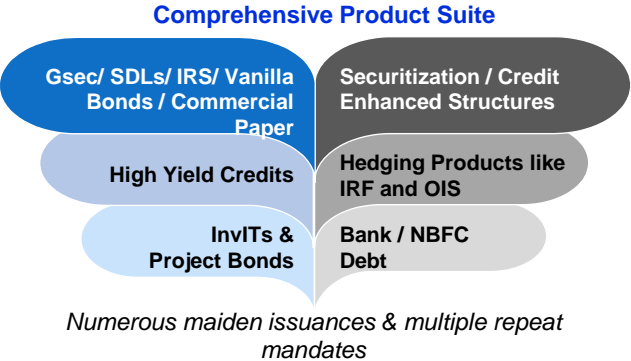 Comprehensive Product Suite
Gsec/ SDLs/ IRS/ Vanilla
Bonds / Commercial
Paper
Securitization / Credit
Enhanced Structures
High Yield Credits
Hedging Products like
IRF and OIS
InvITs &
Project Bonds
Bank / NBFC
Debt
Numerous maiden issuances & multiple repeat
mandates